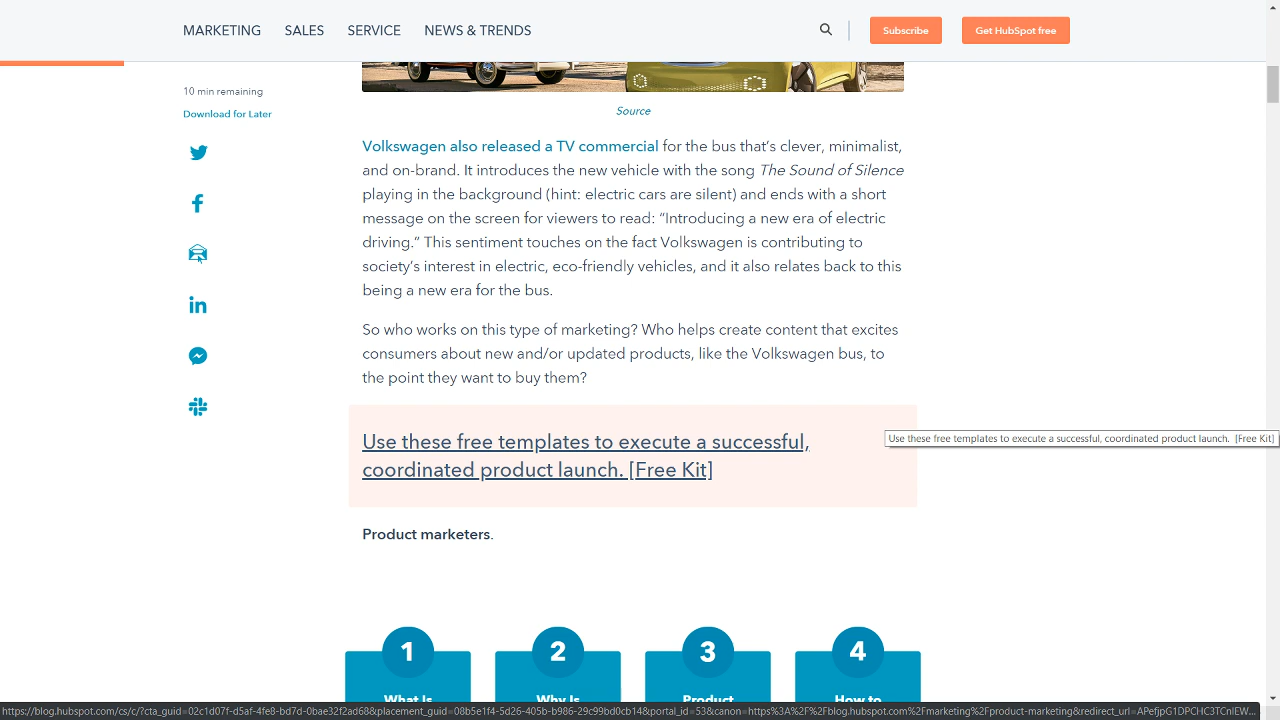 MARKETING SALES SERVICE NEWS & TRENDS Subscribe Get HubSpot free
10 min remaining
Download for Later
Source
Volkswagen also released a TV commercial for the bus that’s clever, minimalist,
and on-brand. It introduces the new vehicle with the song The Sound of Silence
playing in the background (hint: electric cars are silent) and ends with a short
message on the screen for viewers to read: “Introducing a new era of electric
driving.” This sentiment touches on the fact Volkswagen is contributing to
society’s interest in electric, eco-friendly vehicles, and it also relates back to this
being a new era for the bus.
So who works on this type of marketing? Who helps create content that excites
consumers about new and/or updated products, like the Volkswagen bus, to
the point they want to buy them?
Use these free templates to execute a successful,
coordinated product launch. [Free Kit]
Use these free templates to execute a successful, coordinated product launch. [Free Kit]
Product marketers.
1 2 3 4
What Is Why Is Product How to
https://blog.hubspot.com/cs/c/?cta_guid=02c1d07f-d5af-4fe8-bd7d-0bae32f2ad68&placement_guid=08b5e1f4-5d26-405b-b986-29c99bd0cb14&portal_id=53&canon=https%3A%2F%2Fblog.hubspot.com%2Fmarketing%2Fproduct-marketing&redirect_url=APefjpG1DPCHC3TCnIEW...